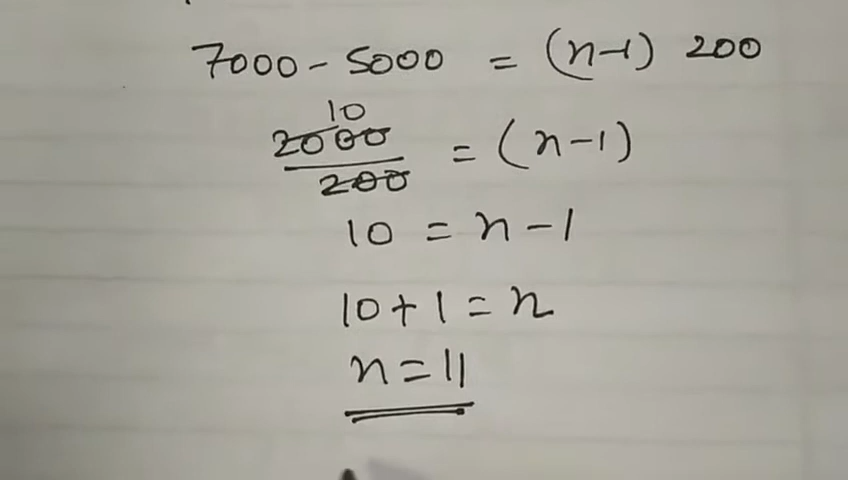 7000 - 5000 = (n-1) 200
10
2000
200
= (n-1)
10 = n - 1
10 + 1 = n
n = 11